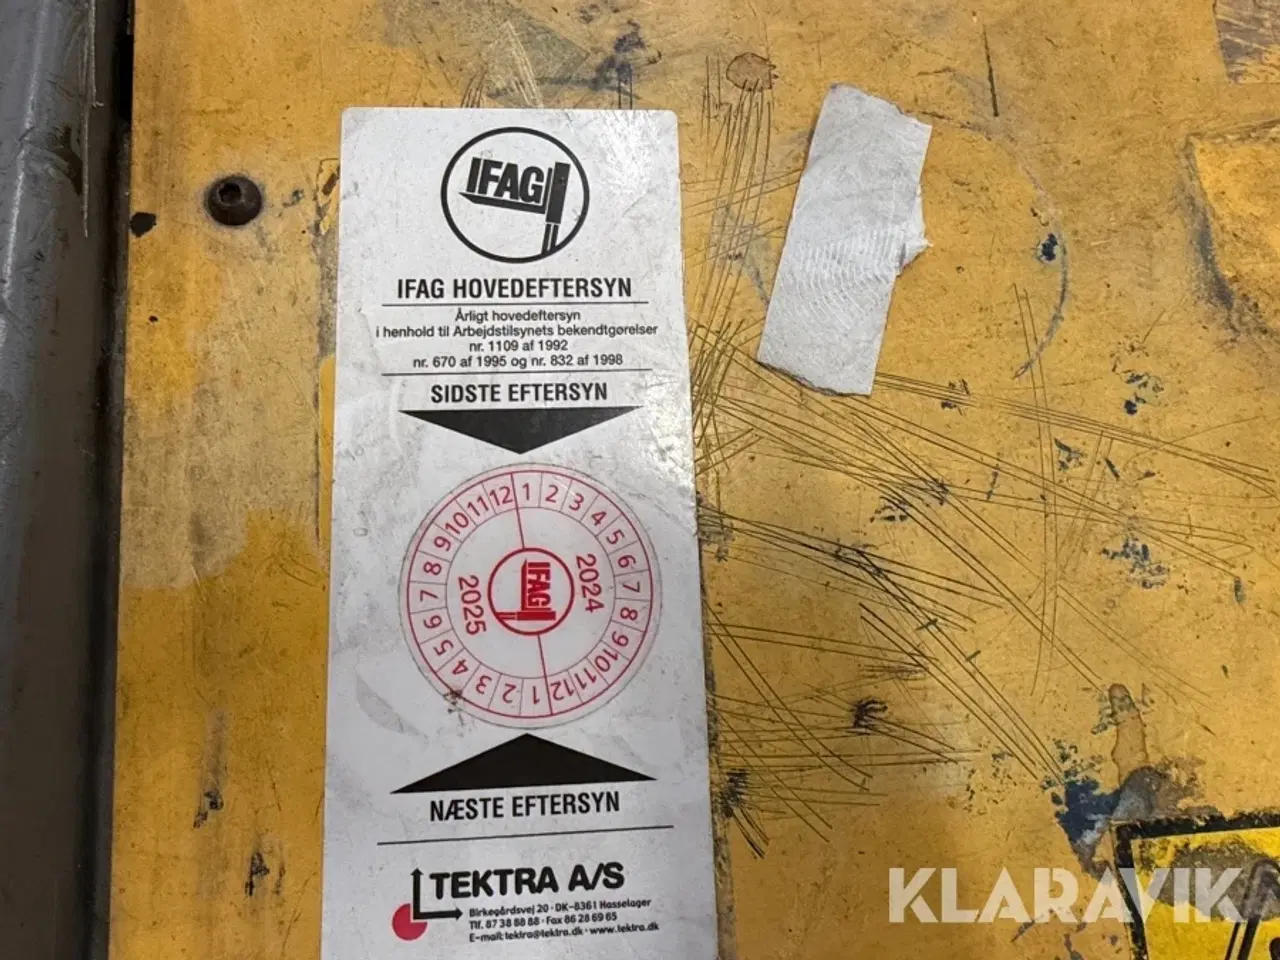 IFAG
IFAG HOVEDEFTERSYN
Årligt hovedeftersyn
i henhold til Arbejdstilsynets bekendtgørelser
nr. 1109 af 1992
nr. 670 af 1995 og nr. 832 af 1998
SIDSTE EFTERSYN
1 2 3 4 5 6 7 8 9 10 11 12
2024
IFAG
2025
1 2 3 4 5 6 7 8 9 10 11 12
NÆSTE EFTERSYN
TEKTRA A/S
Birkegårdsvej 20 · DK-8361 Hasselager
Tlf. 87 38 88 88 · Fax 86 28 69 65
E-mail: tektra@tektra.dk · www.tektra.dk
KLARAVIK